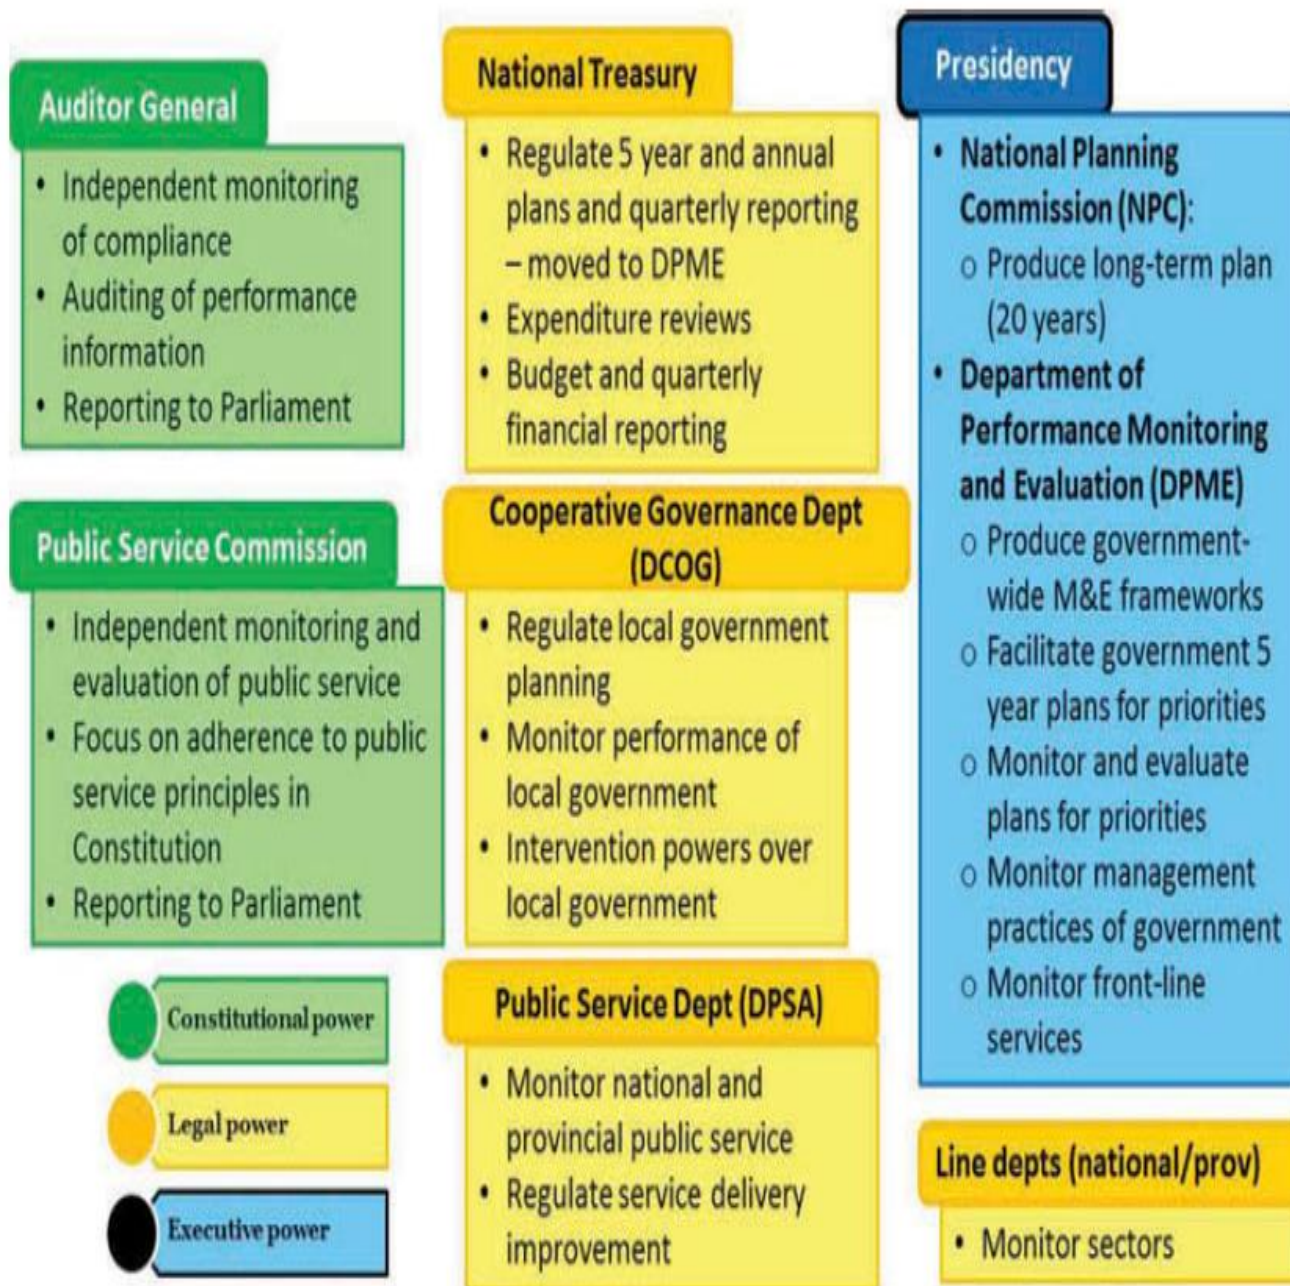 Auditor General
• Independent monitoring
of compliance
• Auditing of performance
information
• Reporting to Parliament
Public Service Commission
• Independent monitoring and
evaluation of public service
• Focus on adherence to public
service principles in
Constitution
• Reporting to Parliament
Constitutional power
Legal power
Executive power
National Treasury
• Regulate 5 year and annual
plans and quarterly reporting
– moved to DPME
• Expenditure reviews
• Budget and quarterly
financial reporting
Cooperative Governance Dept
(DCOG)
• Regulate local government
planning
• Monitor performance of
local government
• Intervention powers over
local government
Public Service Dept (DPSA)
• Monitor national and
provincial public service
• Regulate service delivery
improvement
Presidency
• National Planning
Commission (NPC):
o Produce long-term plan
(20 years)
• Department of
Performance Monitoring
and Evaluation (DPME)
o Produce government-
wide M&E frameworks
o Facilitate government 5
year plans for priorities
o Monitor and evaluate
plans for priorities
o Monitor management
practices of government
o Monitor front-line
services
Line depts (national/prov)
• Monitor sectors